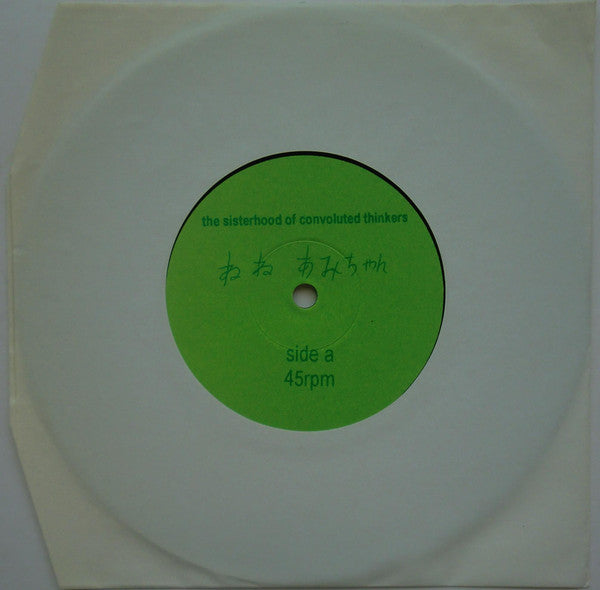 the sisterhood of convoluted thinkers
ねね あみちゃん
side a
45rpm